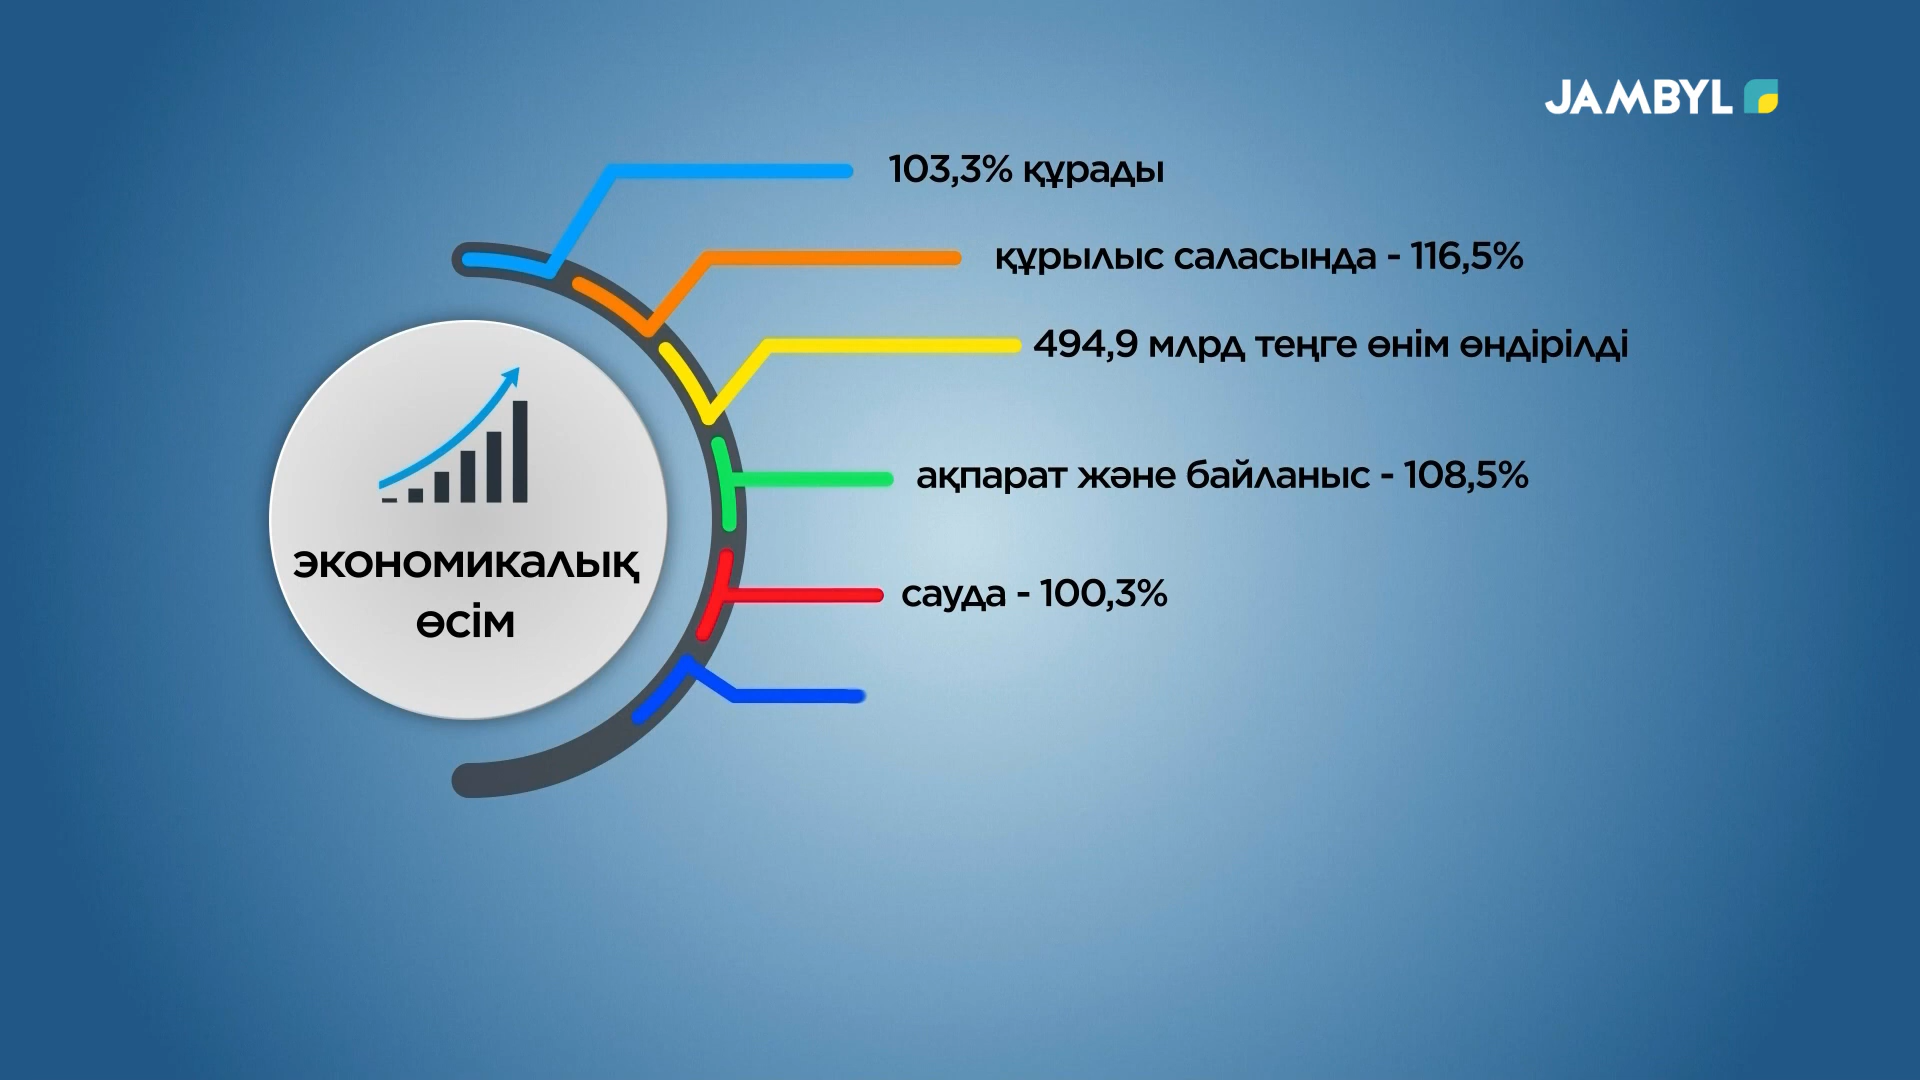 JAMBYL
103,3% құрады
құрылыс саласында - 116,5%
494,9 млрд теңге өнім өндірілді
ақпарат және байланыс - 108,5%
сауда - 100,3%
экономикалық
өсім